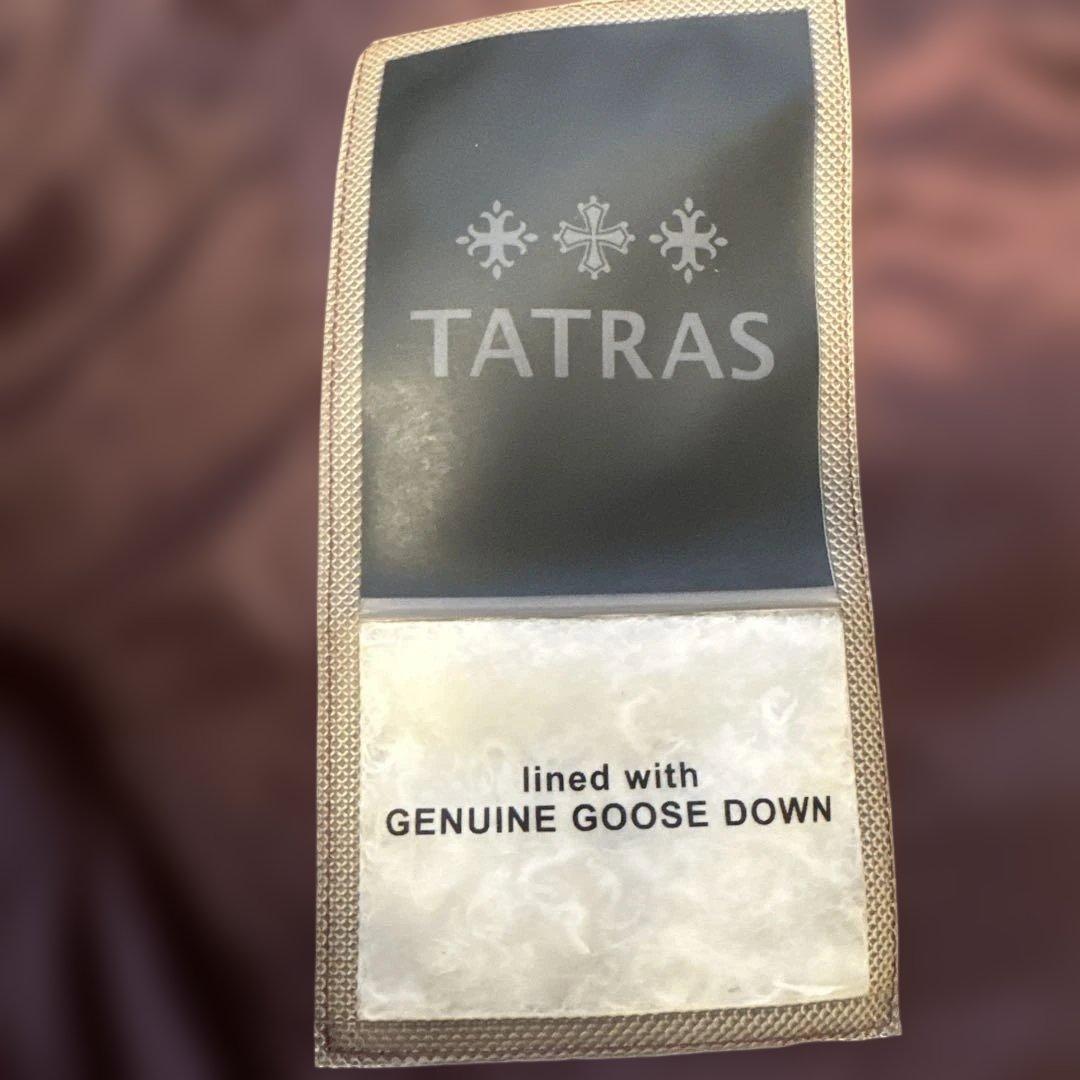 TATRAS
lined with
GENUINE GOOSE DOWN